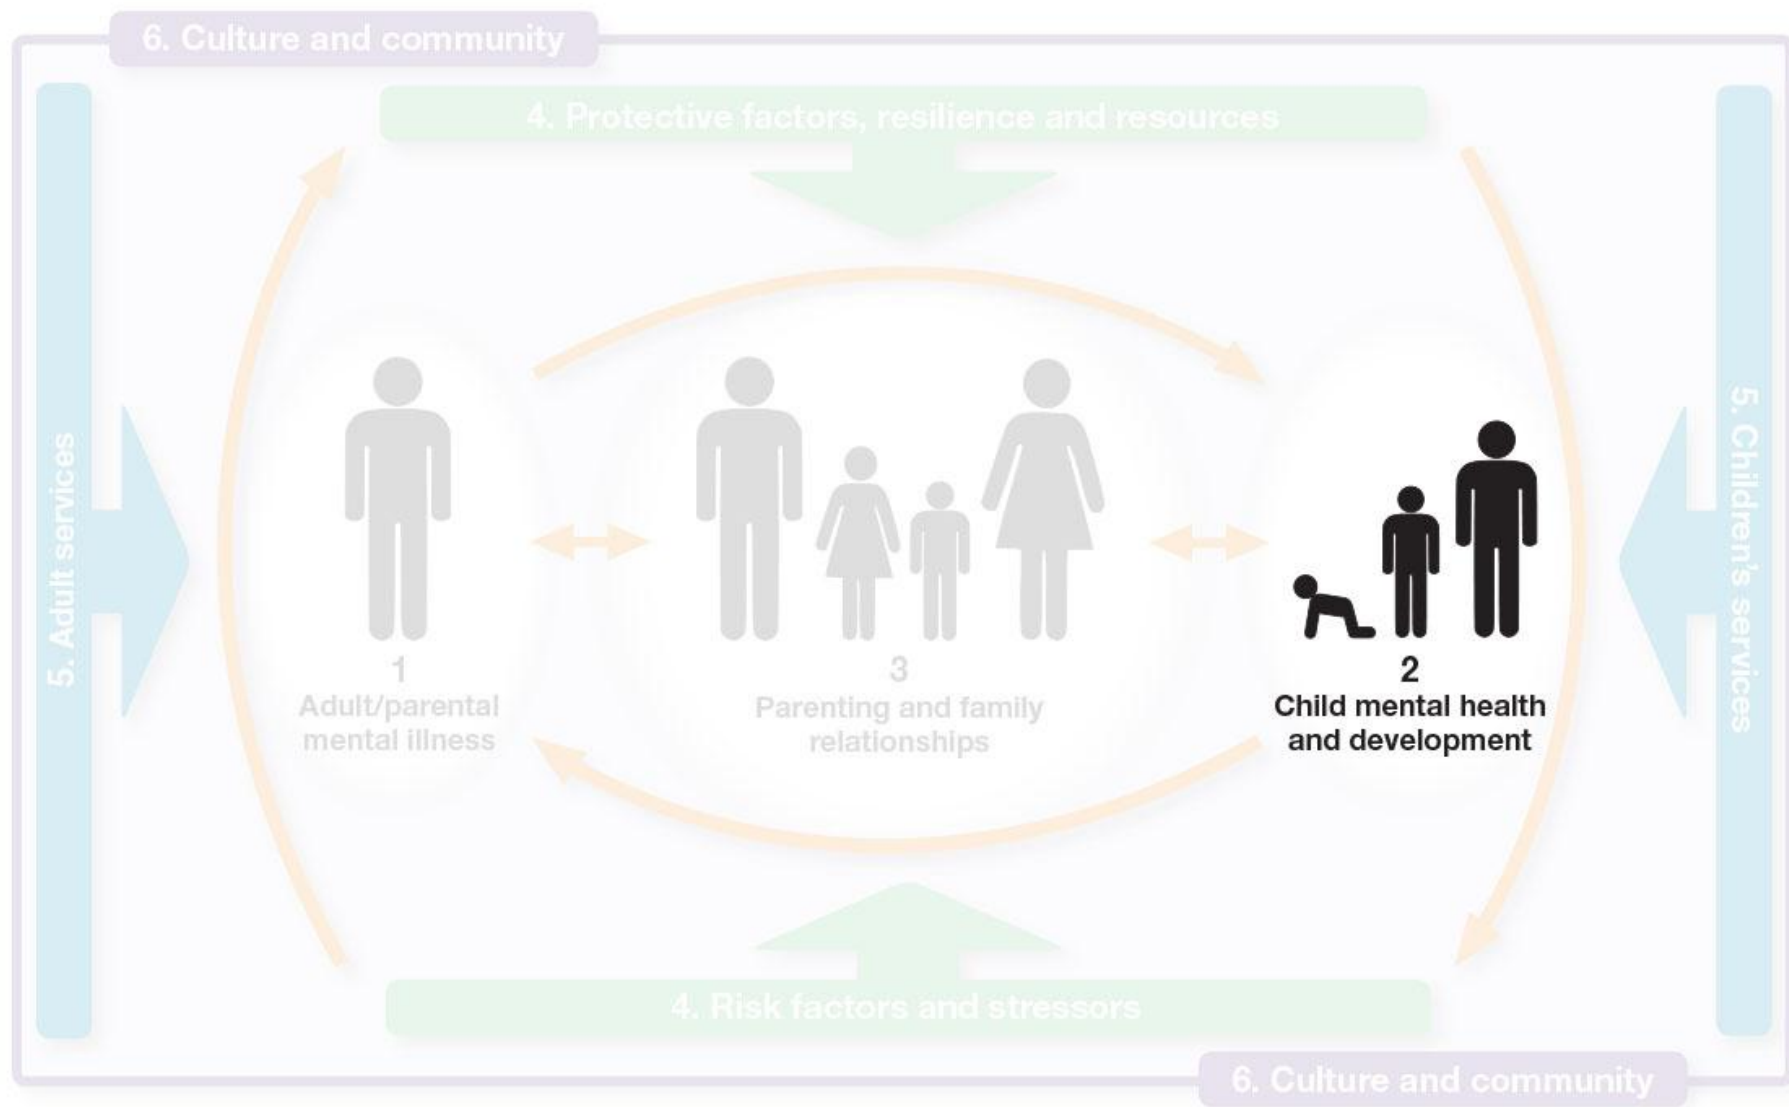 6. Culture and community
4. Protective factors, resilience and resources
5. Adult services
5. Children's services
1
Adult/parental
mental illness
3
Parenting and family
relationships
2
Child mental health
and development
4. Risk factors and stressors
6. Culture and community